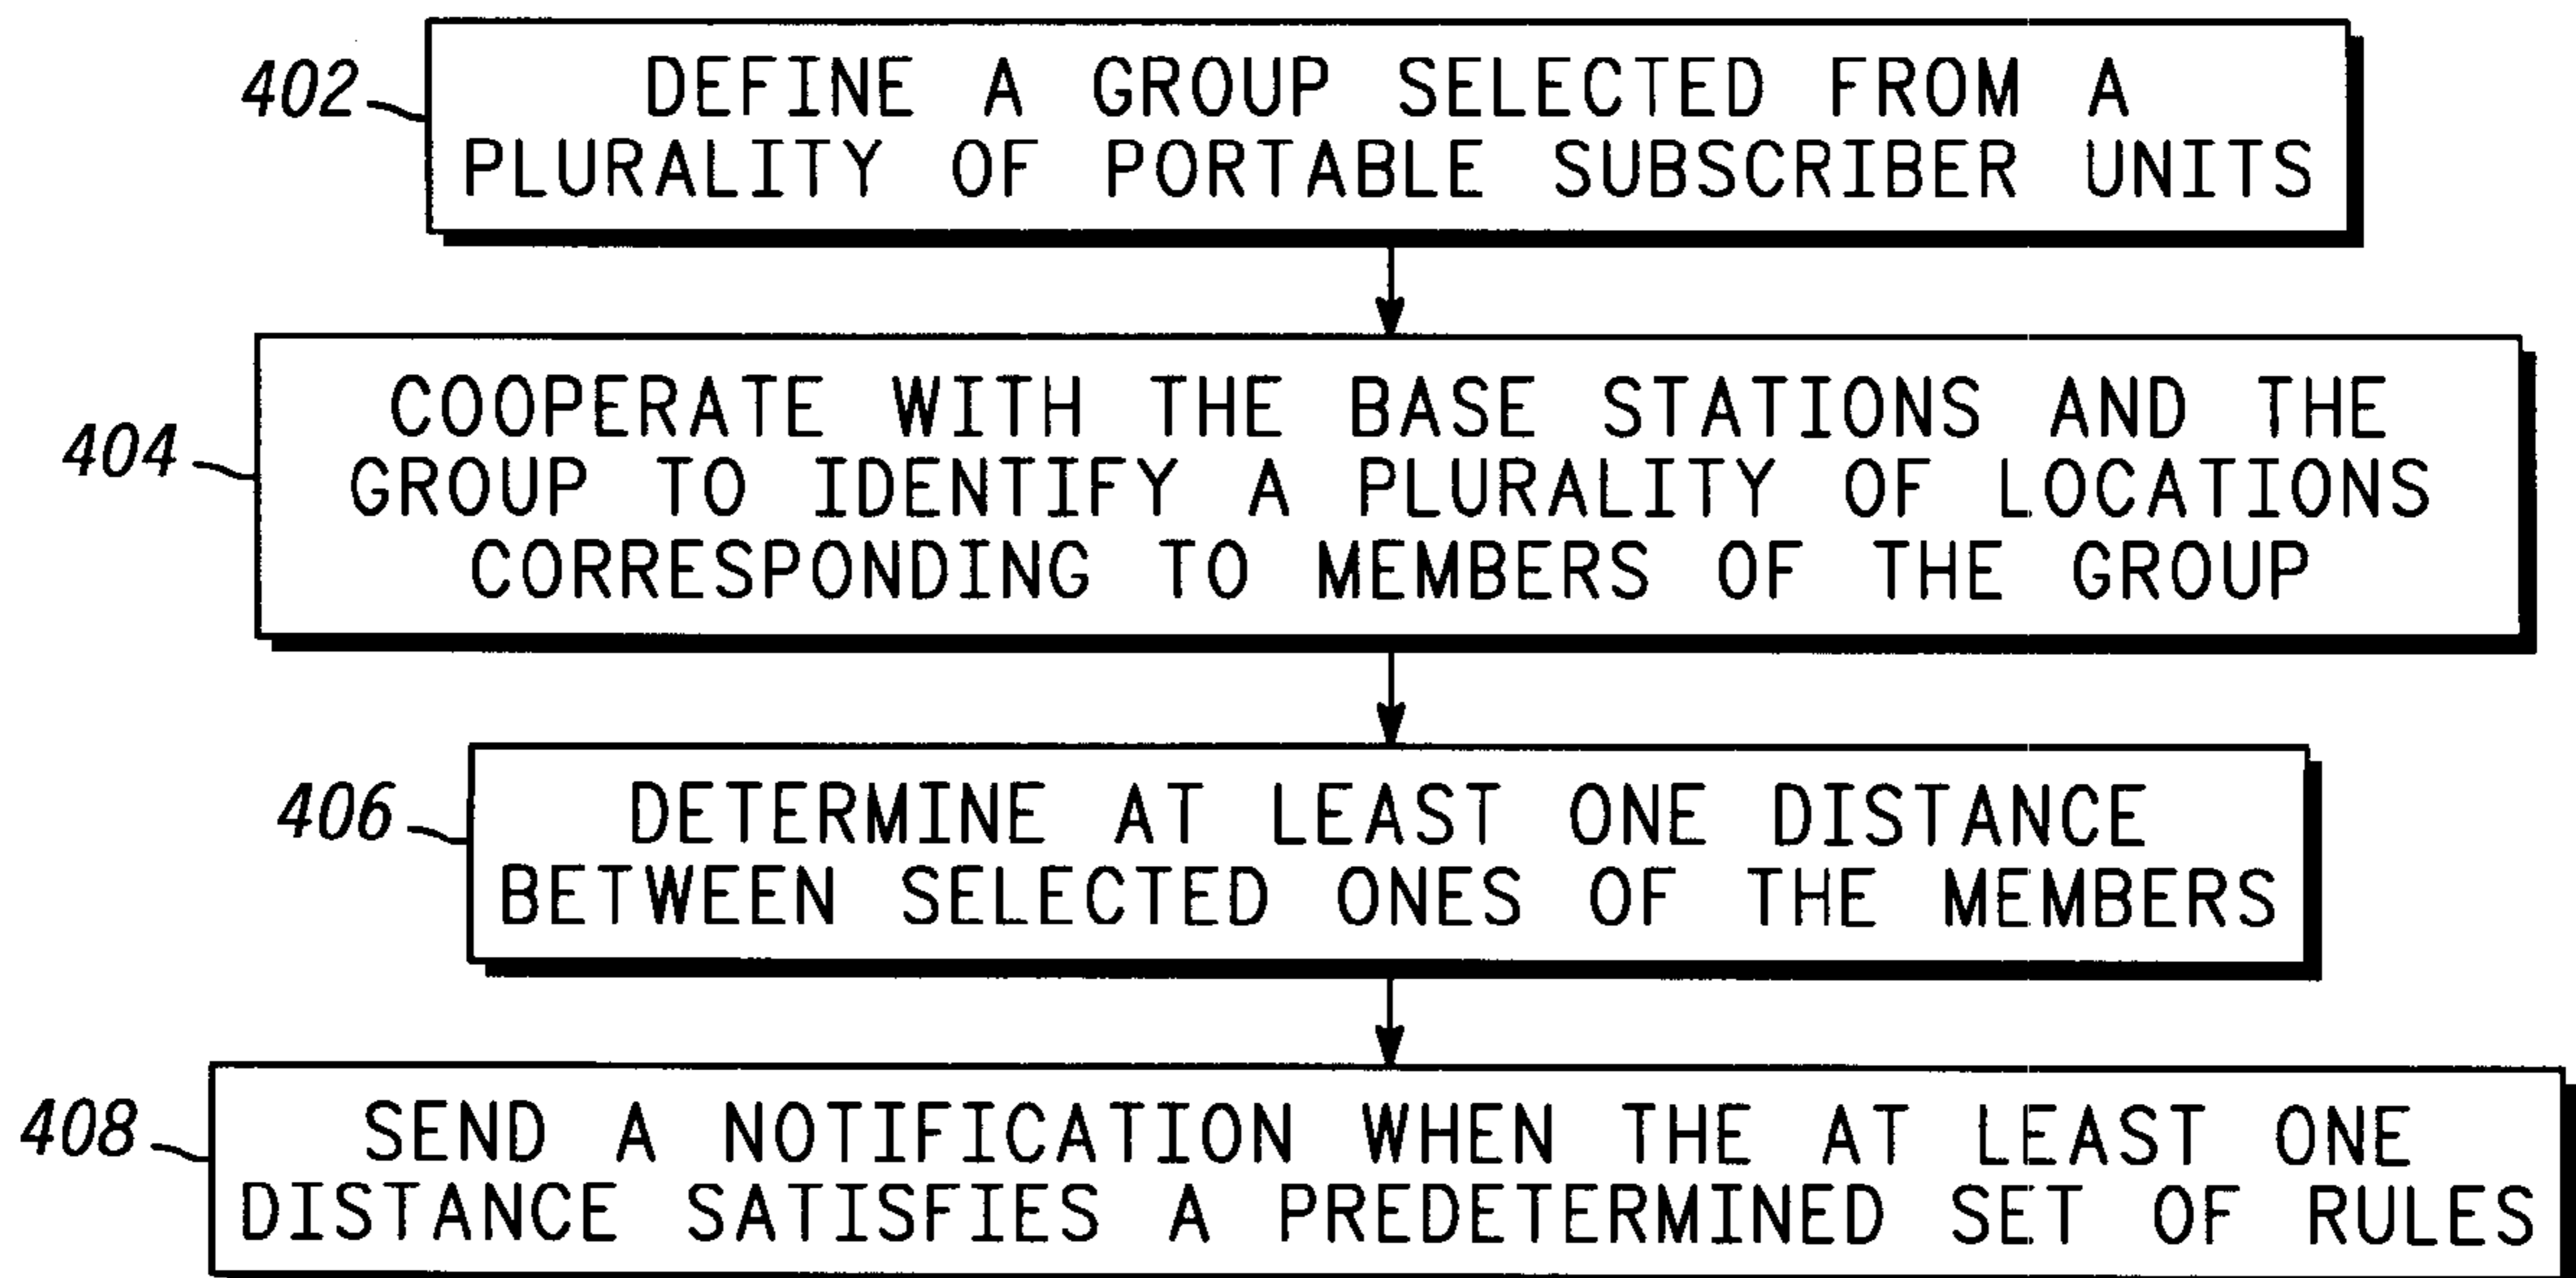 402
DEFINE A GROUP SELECTED FROM A
PLURALITY OF PORTABLE SUBSCRIBER UNITS
404
COOPERATE WITH THE BASE STATIONS AND THE
GROUP TO IDENTIFY A PLURALITY OF LOCATIONS
CORRESPONDING TO MEMBERS OF THE GROUP
406
DETERMINE AT LEAST ONE DISTANCE
BETWEEN SELECTED ONES OF THE MEMBERS
408
SEND A NOTIFICATION WHEN THE AT LEAST ONE
DISTANCE SATISFIES A PREDETERMINED SET OF RULES